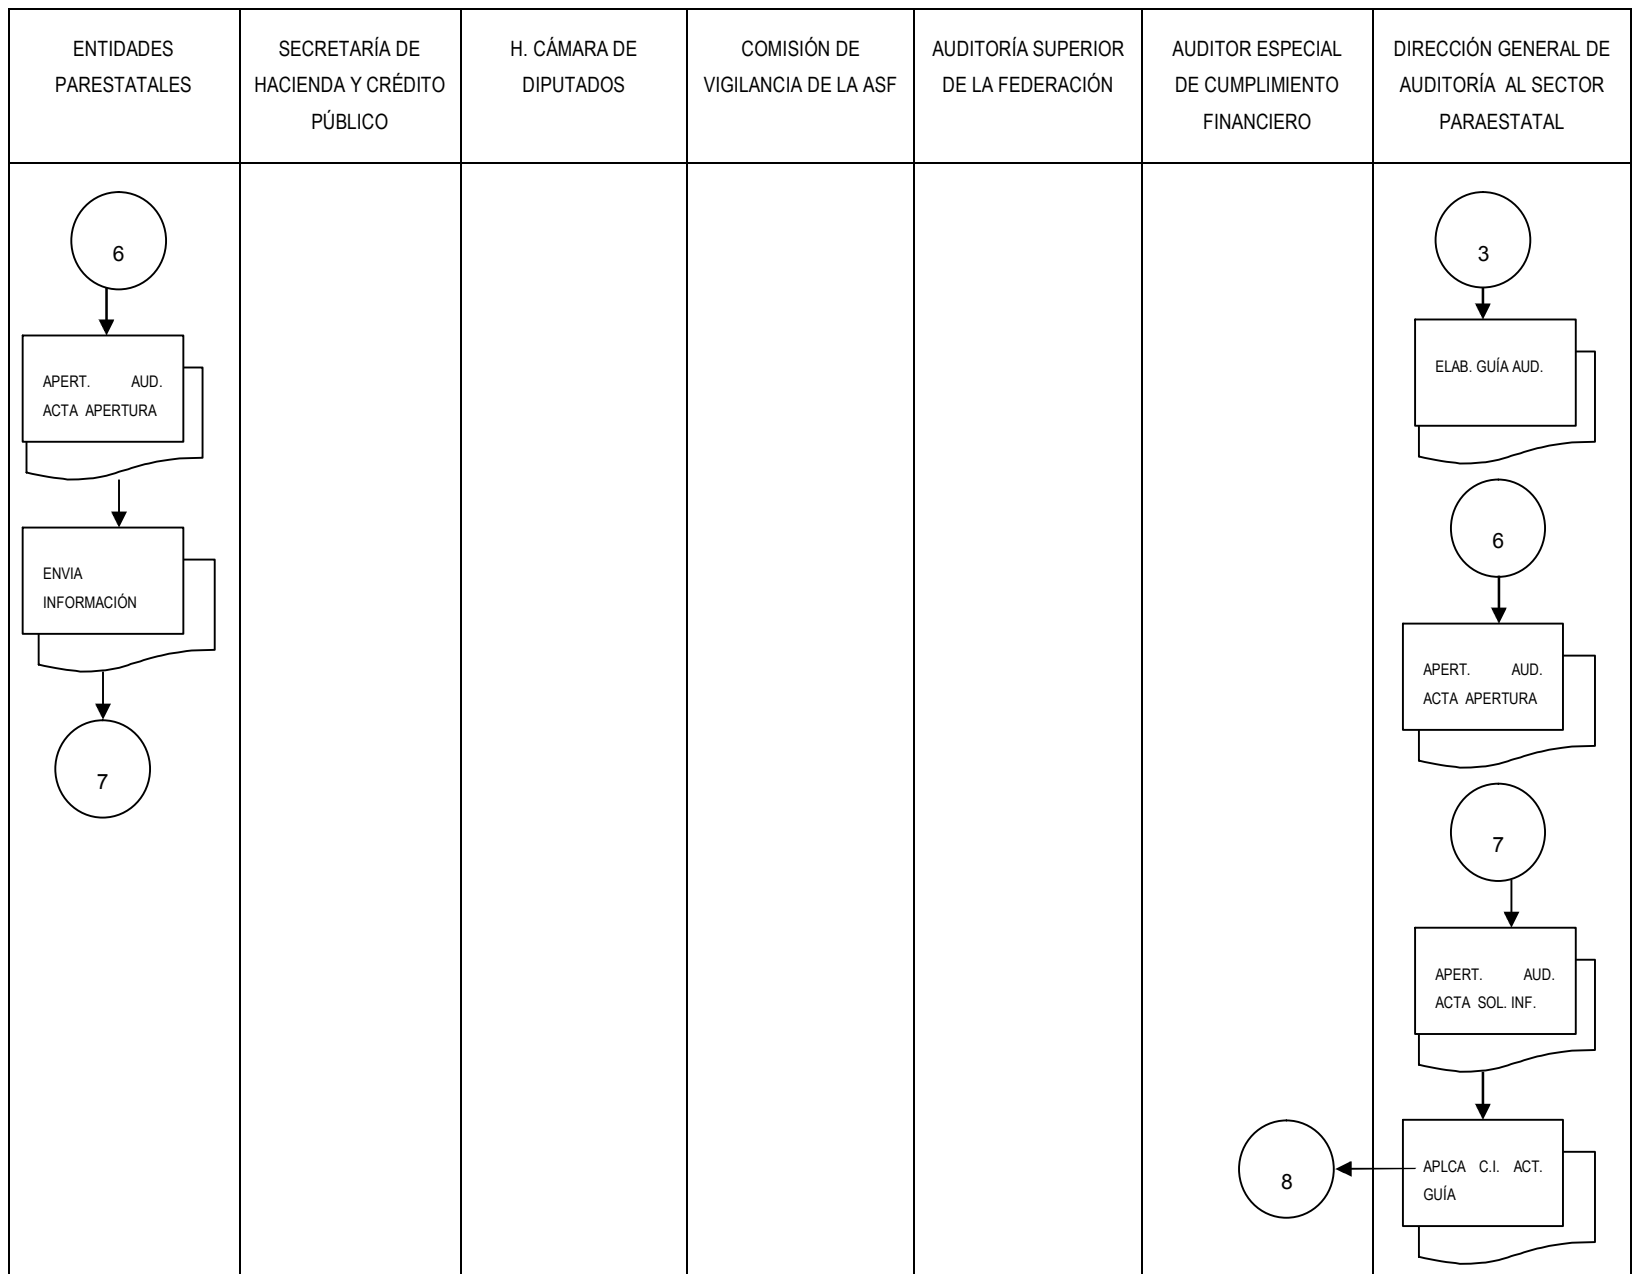 ENTIDADES
PARESTATALES
SECRETARÍA DE
HACIENDA Y CRÉDITO
PÚBLICO
H. CÁMARA DE
DIPUTADOS
COMISIÓN DE
VIGILANCIA DE LA ASF
AUDITORÍA SUPERIOR
DE LA FEDERACIÓN
AUDITOR ESPECIAL
DE CUMPLIMIENTO
FINANCIERO
DIRECCIÓN GENERAL DE
AUDITORÍA AL SECTOR
PARAESTATAL
6
APERT. AUD.
ACTA APERTURA
ENVIA
INFORMACIÓN
7
3
ELAB. GUÍA AUD.
6
APERT. AUD.
ACTA APERTURA
7
APERT. AUD.
ACTA SOL. INF.
APLCA C.I. ACT.
GUÍA
8